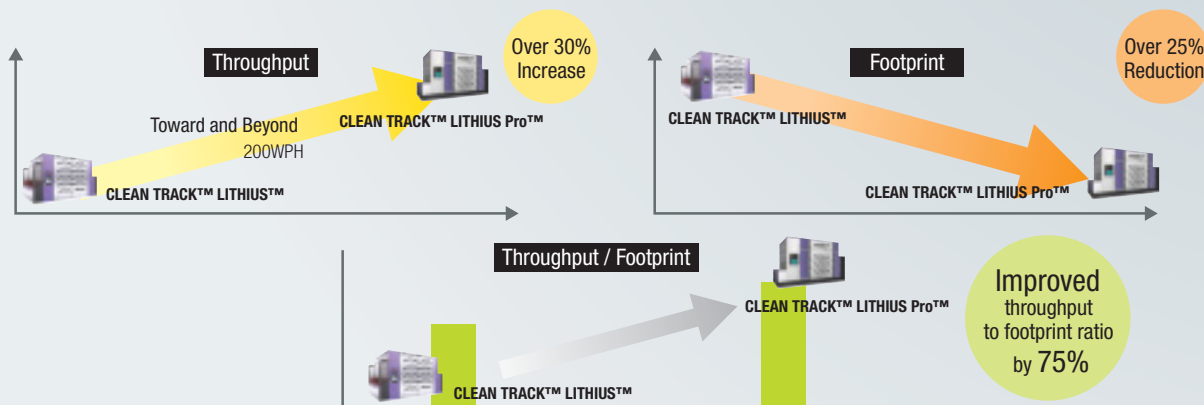 Throughput
Over 30%
Increase
Toward and Beyond
200WPH
CLEAN TRACK™ LITHIUS Pro™
CLEAN TRACK™ LITHIUS™
Footprint
Over 25%
Reduction
CLEAN TRACK™ LITHIUS™
CLEAN TRACK™ LITHIUS Pro™
Throughput / Footprint
CLEAN TRACK™ LITHIUS Pro™
CLEAN TRACK™ LITHIUS™
Improved
throughput
to footprint ratio
by 75%